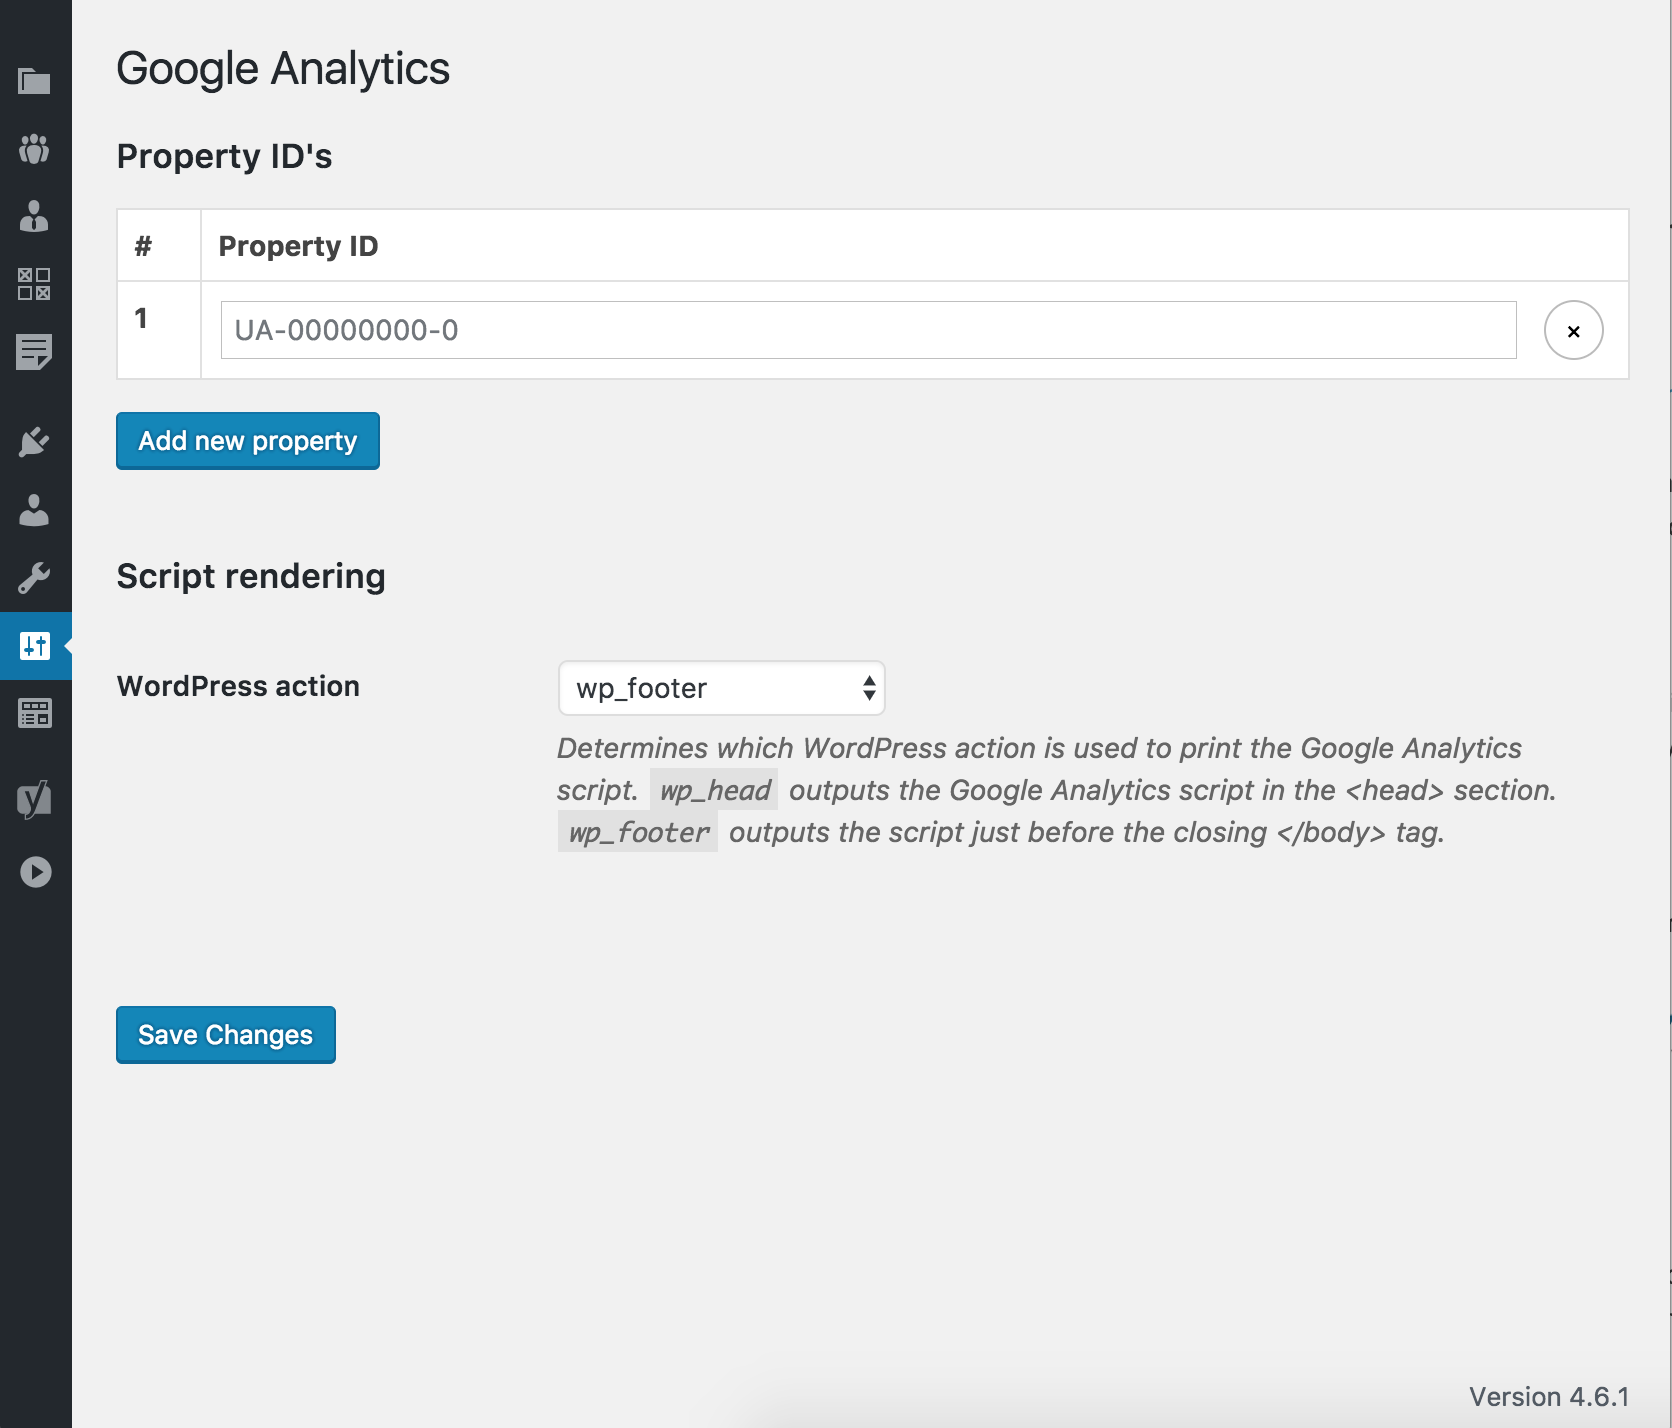 Google Analytics
Property ID's
# Property ID
1 UA-00000000-0 ×
Add new property
Script rendering
WordPress action wp_footer
Determines which WordPress action is used to print the Google Analytics
script. wp_head outputs the Google Analytics script in the <head> section.
wp_footer outputs the script just before the closing </body> tag.
Save Changes
Version 4.6.1